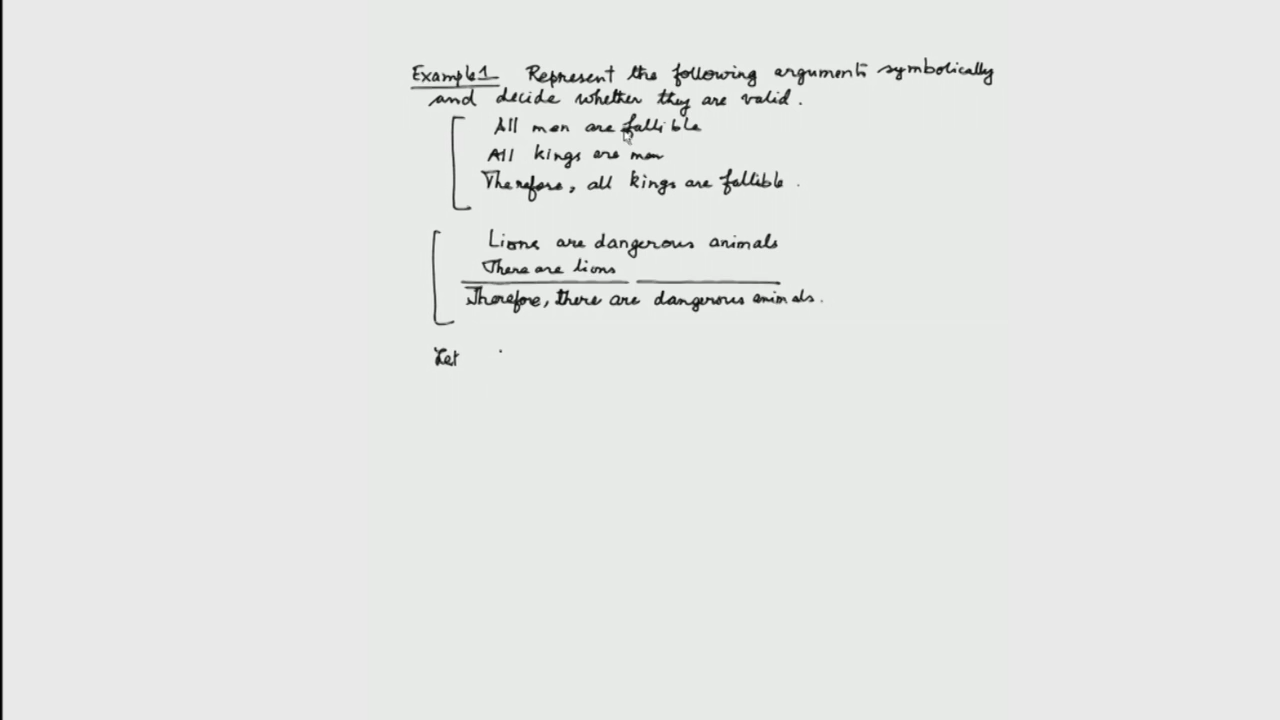 Example 1 Represent the following arguments symbolically
and decide whether they are valid.
All men are fallible
All kings are men
Therefore, all kings are fallible.
Lions are dangerous animals
There are lions
Therefore, there are dangerous animals.
Let